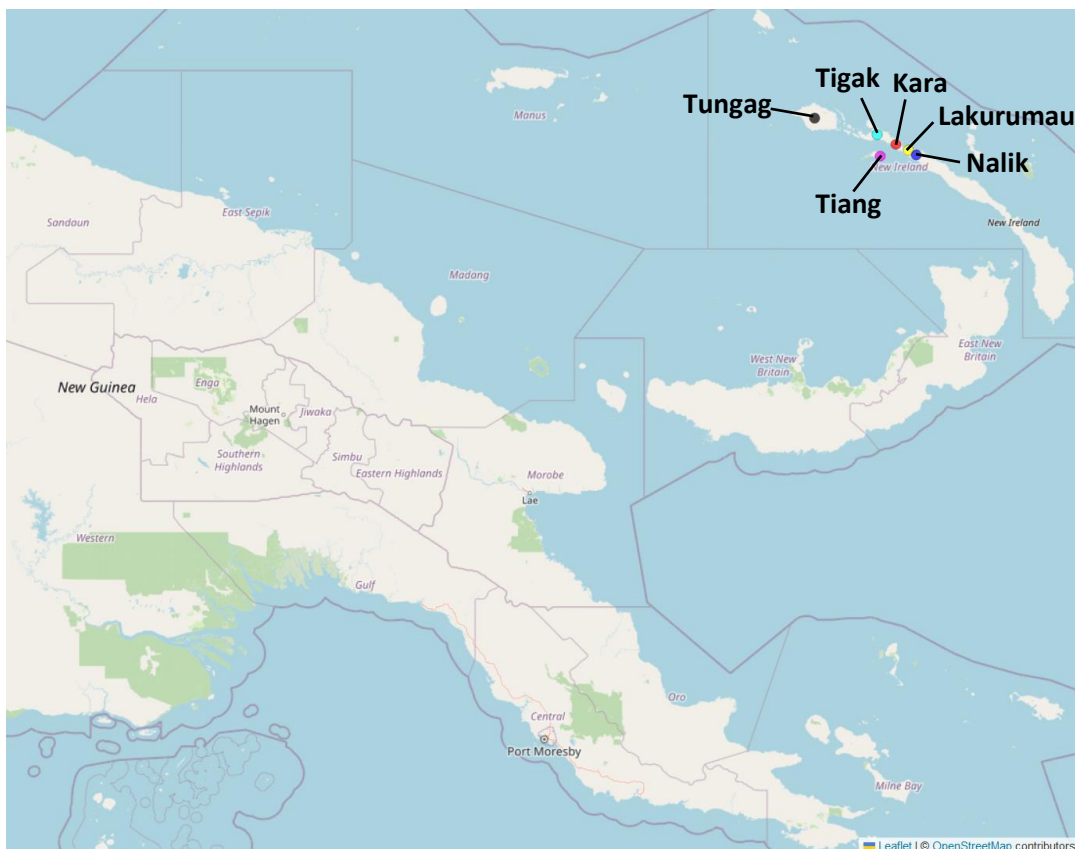 Tungag
Tigak
Kara
Lakurumau
Nalik
Tiang
Manus
New Ireland
New Ireland
Sandaun
East Sepik
Madang
West New
Britain
East New
Britain
New Guinea
Enga
Hela
Mount
Hagen
Jiwaka
Southern
Highlands
Simbu
Eastern Highlands
Morobe
Lae
Western
Gulf
Oro
Central
Port Moresby
Milne Bay
Leaflet | © OpenStreetMap contributors